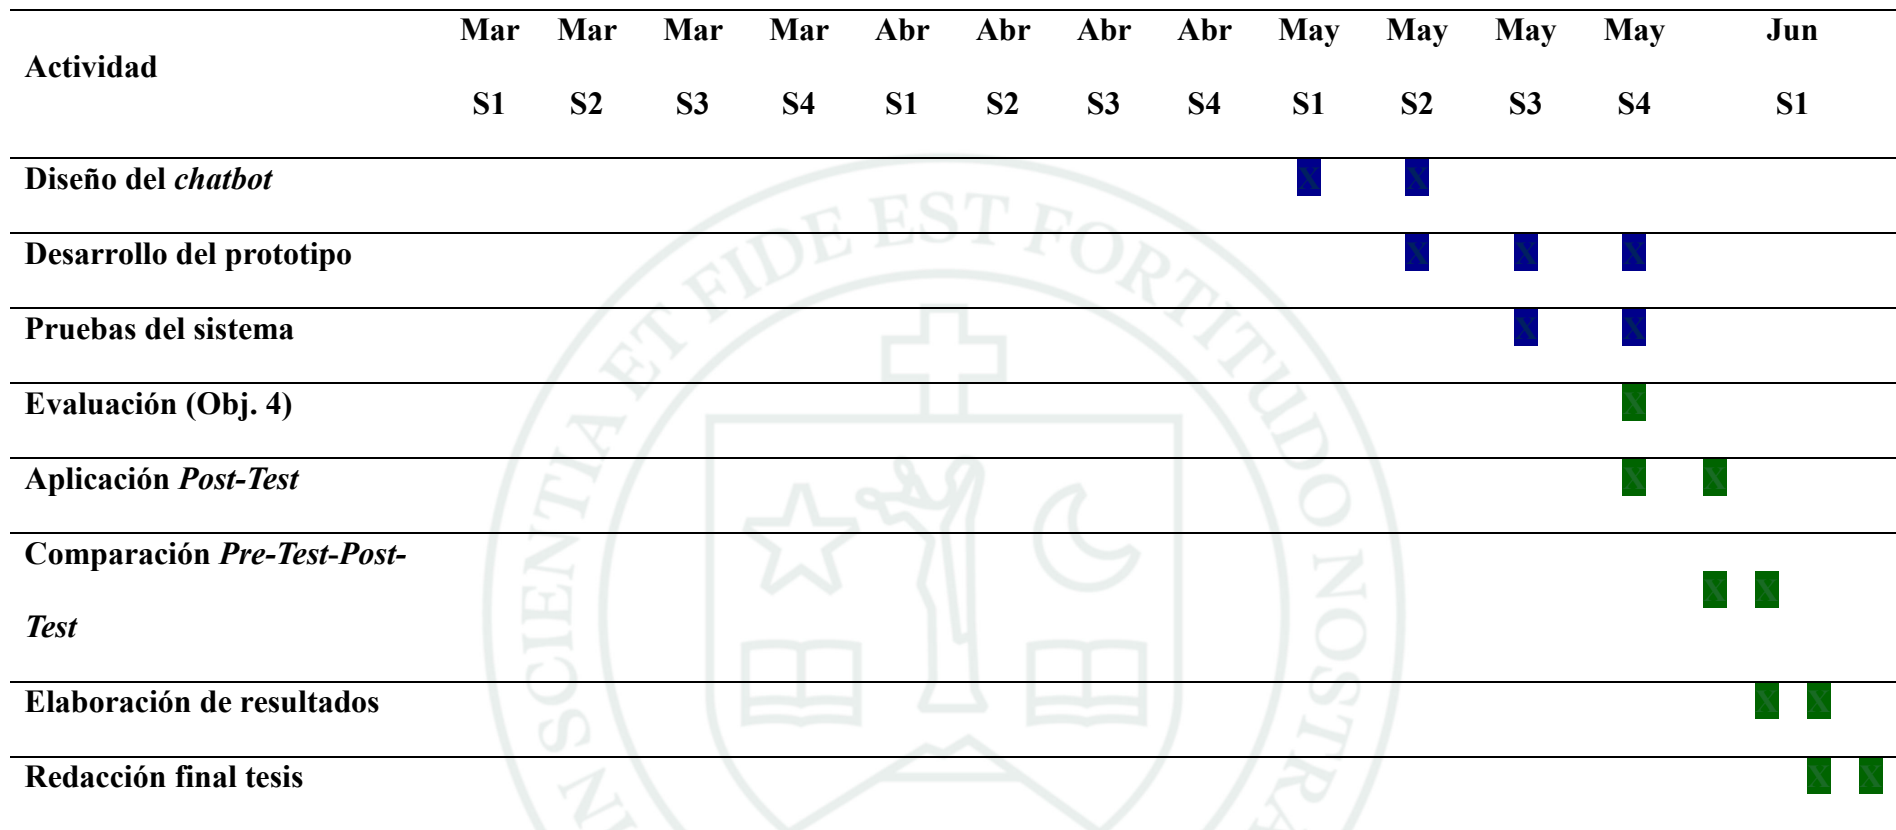 Mar Mar Mar Mar Abr Abr Abr Abr May May May May Jun
Actividad
S1 S2 S3 S4 S1 S2 S3 S4 S1 S2 S3 S4 S1
Diseño del chatbot X X
Desarrollo del prototipo X X X
Pruebas del sistema X X
Evaluación (Obj. 4) X
Aplicación Post-Test X X
Comparación Pre-Test-Post-
X X
Test
Elaboración de resultados X X
Redacción final tesis X X
IN SCIENTIA ET FIDE EST FORTITUDO NOSTRA